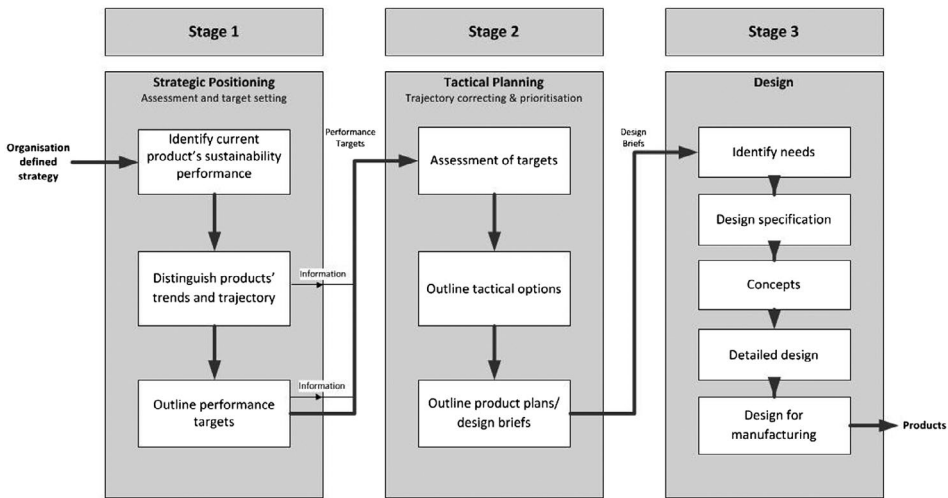 Stage 1
Stage 2
Stage 3
Strategic Positioning
Assessment and target setting
Organisation
defined
strategy
Identify current
product's sustainability
performance
Distinguish products'
trends and trajectory
Information
Outline performance
targets
Information
Performance
Targets
Tactical Planning
Trajectory correcting & prioritisation
Assessment of targets
Outline tactical options
Outline product plans/
design briefs
Design
Briefs
Design
Identify needs
Design specification
Concepts
Detailed design
Design for
manufacturing
Products